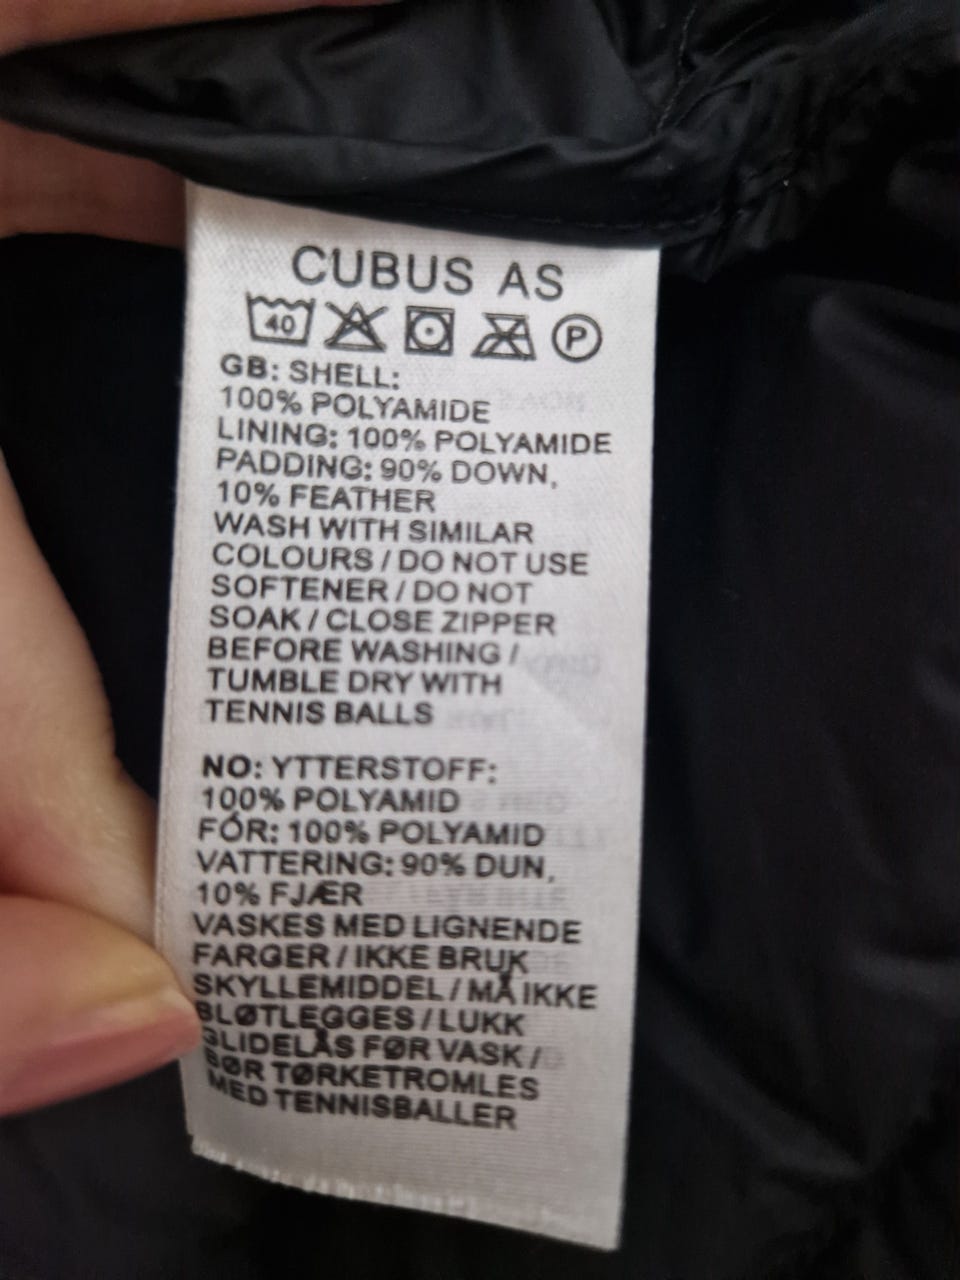 CUBUS AS
40 P
GB: SHELL:
100% POLYAMIDE
LINING: 100% POLYAMIDE
PADDING: 90% DOWN,
10% FEATHER
WASH WITH SIMILAR
COLOURS / DO NOT USE
SOFTENER / DO NOT
SOAK / CLOSE ZIPPER
BEFORE WASHING /
TUMBLE DRY WITH
TENNIS BALLS
NO: YTTERSTOFF:
100% POLYAMID
FÓR: 100% POLYAMID
VATTERING: 90% DUN,
10% FJÆR
VASKES MED LIGNENDE
FARGER / IKKE BRUK
SKYLLEMIDDEL / MÅ IKKE
BLØTLEGGES / LUKK
GLIDELÅS FØR VASK /
BØR TØRKETROMLES
MED TENNISBALLER